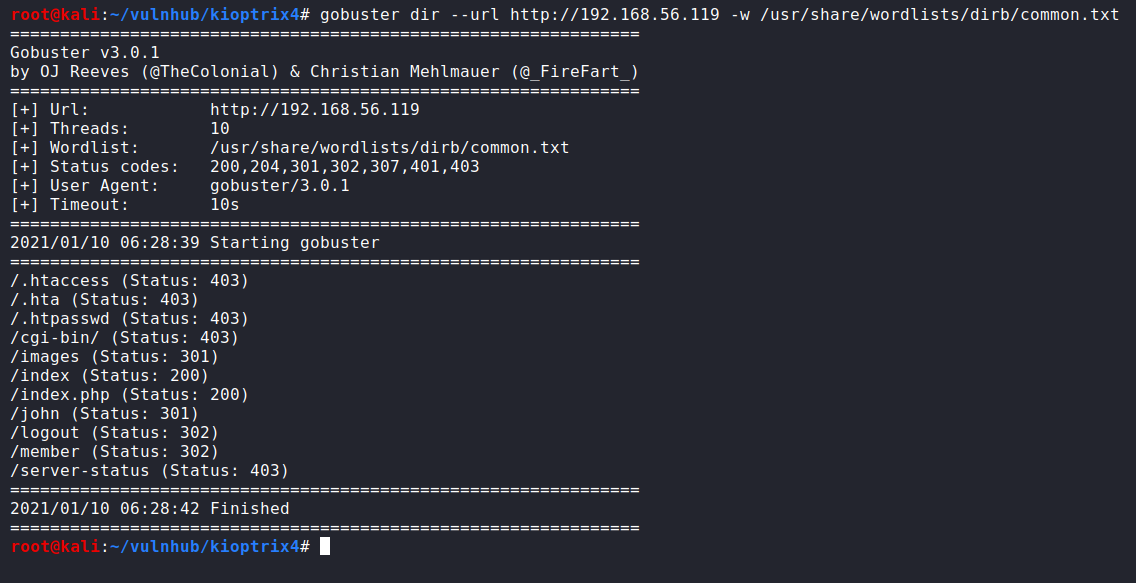 root@kali:~/vulnhub/kioptrix4# gobuster dir --url http://192.168.56.119 -w /usr/share/wordlists/dirb/common.txt
===============================================================
Gobuster v3.0.1
by OJ Reeves (@TheColonial) & Christian Mehlmauer (@_FireFart_)
===============================================================
[+] Url:            http://192.168.56.119
[+] Threads:        10
[+] Wordlist:       /usr/share/wordlists/dirb/common.txt
[+] Status codes:   200,204,301,302,307,401,403
[+] User Agent:     gobuster/3.0.1
[+] Timeout:        10s
===============================================================
2021/01/10 06:28:39 Starting gobuster
===============================================================
/.htaccess (Status: 403)
/.hta (Status: 403)
/.htpasswd (Status: 403)
/cgi-bin/ (Status: 403)
/images (Status: 301)
/index (Status: 200)
/index.php (Status: 200)
/john (Status: 301)
/logout (Status: 302)
/member (Status: 302)
/server-status (Status: 403)
===============================================================
2021/01/10 06:28:42 Finished
===============================================================
root@kali:~/vulnhub/kioptrix4#